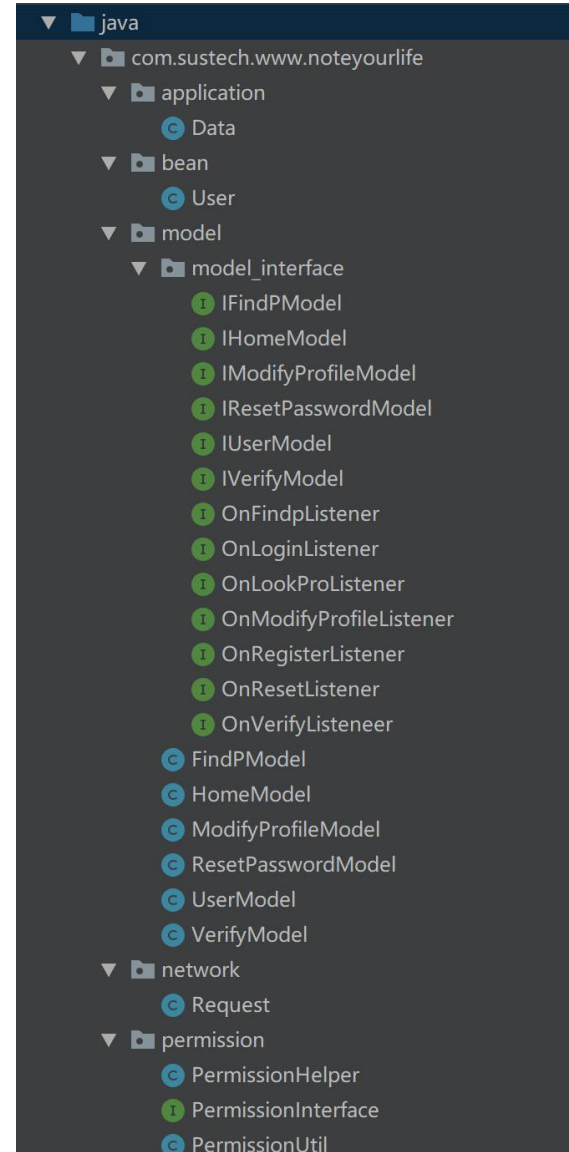 java
com.sustech.www.noteyourlife
application
C Data
bean
C User
model
model_interface
I IFindPModel
I IHomeModel
I IModifyProfileModel
I IResetPasswordModel
I IUserModel
I IVerifyModel
I OnFindpListener
I OnLoginListener
I OnLookProListener
I OnModifyProfileListener
I OnRegisterListener
I OnResetListener
I OnVerifyListeneer
C FindPModel
C HomeModel
C ModifyProfileModel
C ResetPasswordModel
C UserModel
C VerifyModel
network
C Request
permission
C PermissionHelper
I PermissionInterface
C PermissionUtil